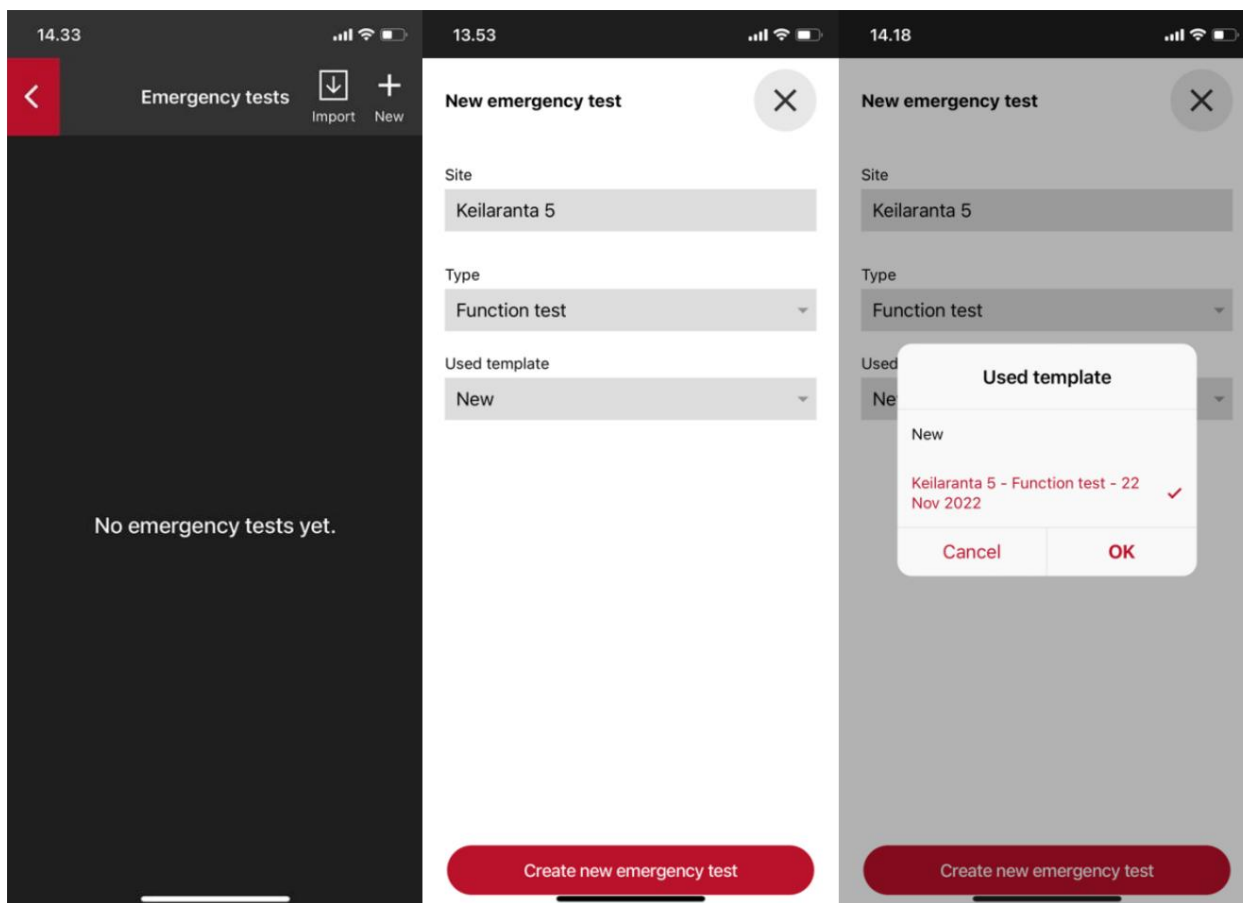 14.33
Emergency tests
Import
New
No emergency tests yet.
13.53
New emergency test
Site
Keilaranta 5
Type
Function test
Used template
New
Create new emergency test
14.18
New emergency test
Site
Keilaranta 5
Type
Function test
Used
Ne
Used template
New
Keilaranta 5 - Function test - 22
Nov 2022
Cancel
OK
Create new emergency test